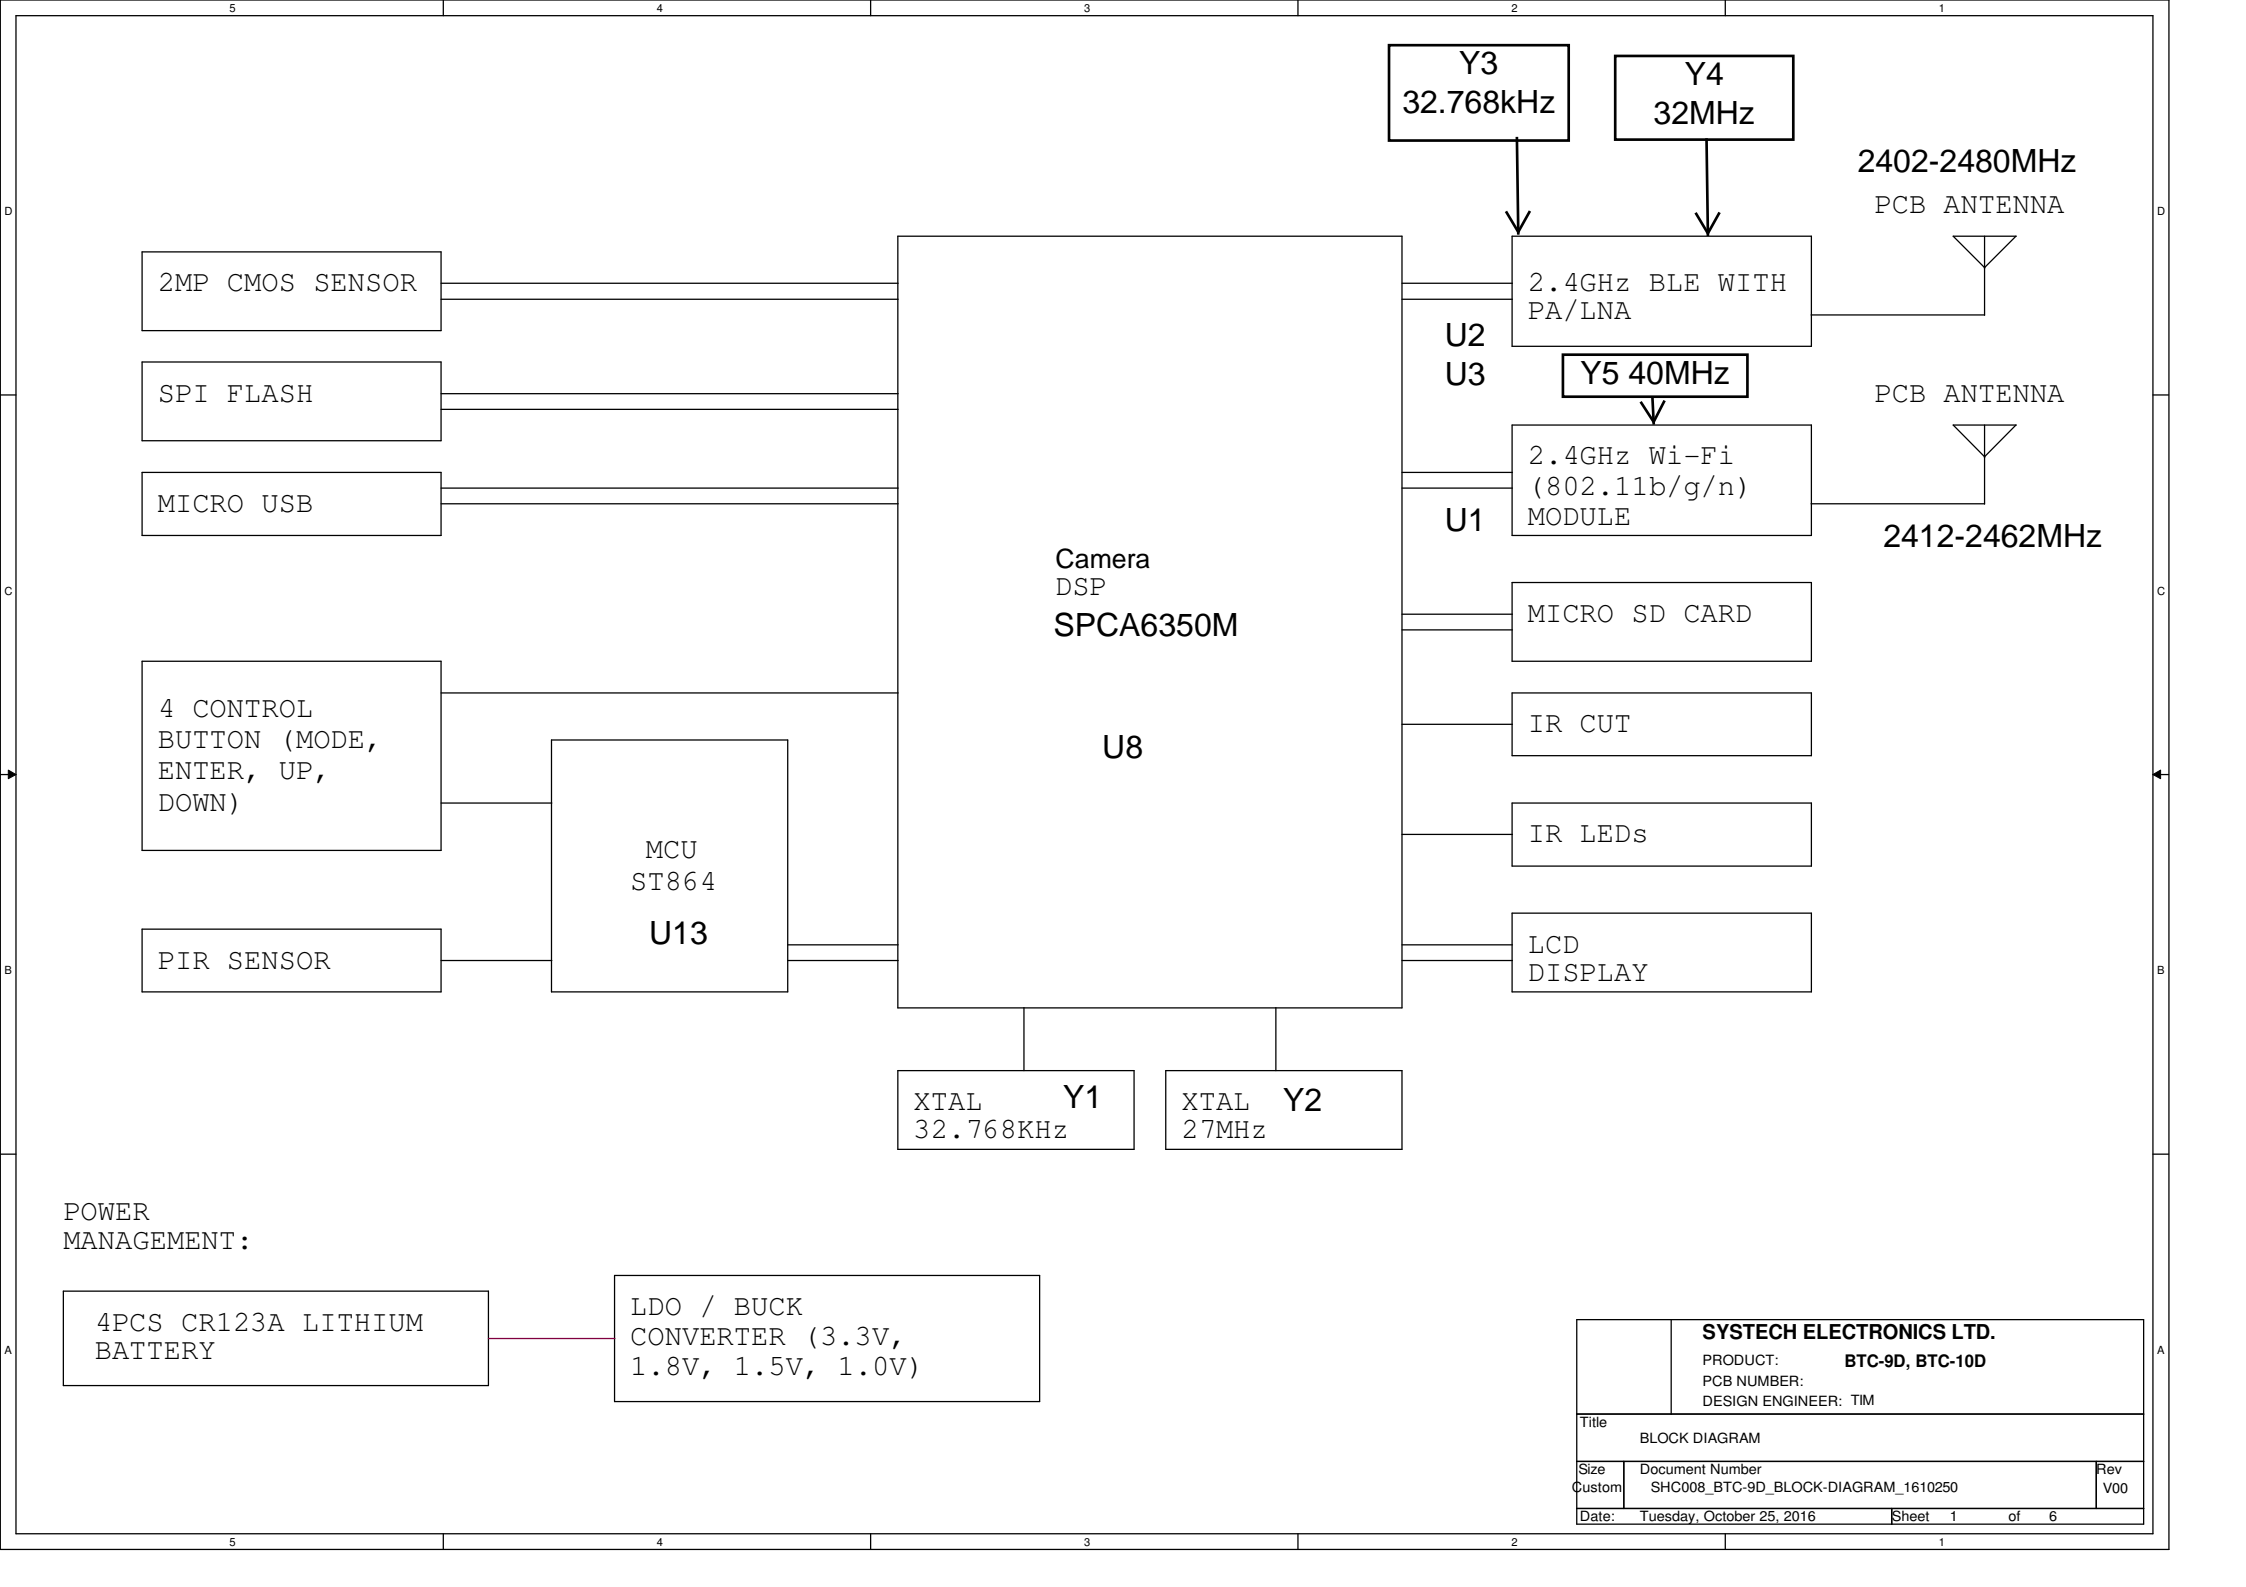 5 4 3 2 1
Y3
32.768kHz
Y4
32MHz
2402-2480MHz
PCB ANTENNA
D
D
2MP CMOS SENSOR
2.4GHz BLE WITH
PA/LNA
U2
U3
SPI FLASH
Y5 40MHz
PCB ANTENNA
MICRO USB
2.4GHz Wi-Fi
(802.11b/g/n)
MODULE
U1
2412-2462MHz
Camera
DSP
SPCA6350M
U8
C
C
MICRO SD CARD
4 CONTROL
BUTTON (MODE,
ENTER, UP,
DOWN)
IR CUT
MCU
ST864
U13
IR LEDs
PIR SENSOR
LCD
DISPLAY
B
B
XTAL Y1
32.768KHz
XTAL Y2
27MHz
POWER
MANAGEMENT:
4PCS CR123A LITHIUM
BATTERY
LDO / BUCK
CONVERTER (3.3V,
1.8V, 1.5V, 1.0V)
A
A
SYSTECH ELECTRONICS LTD.
PRODUCT: BTC-9D, BTC-10D
PCB NUMBER:
DESIGN ENGINEER: TIM
Title
BLOCK DIAGRAM
Size Document Number Rev
Custom SHC008_BTC-9D_BLOCK-DIAGRAM_1610250 V00
Date: Tuesday, October 25, 2016 Sheet 1 of 6
5 4 3 2 1